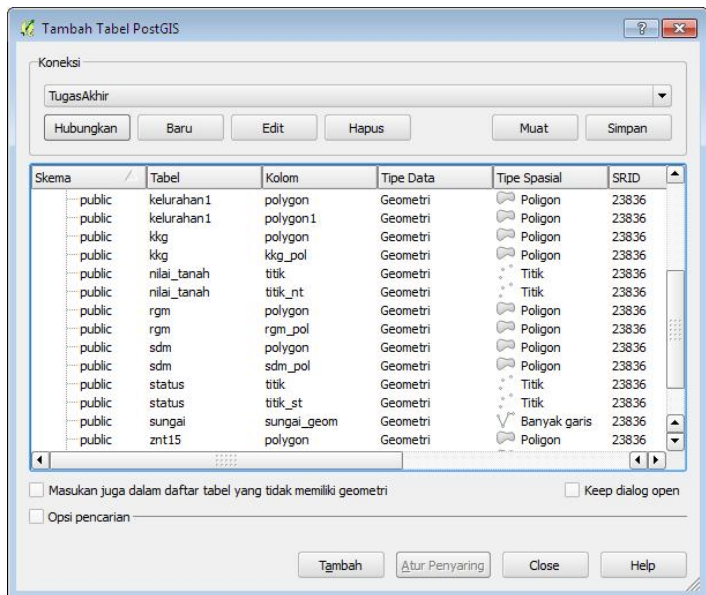 Tambah Tabel PostGIS
Koneksi
TugasAkhir
Hubungkan Baru Edit Hapus Muat Simpan
Skema Tabel Kolom Tipe Data Tipe Spasial SRID
public kelurahan1 polygon Geometri Poligon 23836
public kelurahan1 polygon1 Geometri Poligon 23836
public kkg polygon Geometri Poligon 23836
public kkg kkg_pol Geometri Poligon 23836
public nilai_tanah titik Geometri Titik 23836
public nilai_tanah titik_nt Geometri Titik 23836
public rgm polygon Geometri Poligon 23836
public rgm rgm_pol Geometri Poligon 23836
public sdm polygon Geometri Poligon 23836
public sdm sdm_pol Geometri Poligon 23836
public status titik Geometri Titik 23836
public status titik_st Geometri Titik 23836
public sungai sungai_geom Geometri Banyak garis 23836
public znt15 polygon Geometri Poligon 23836
Masukan juga dalam daftar tabel yang tidak memiliki geometri Keep dialog open
Opsi pencarian
Tambah Atur Penyaring Close Help